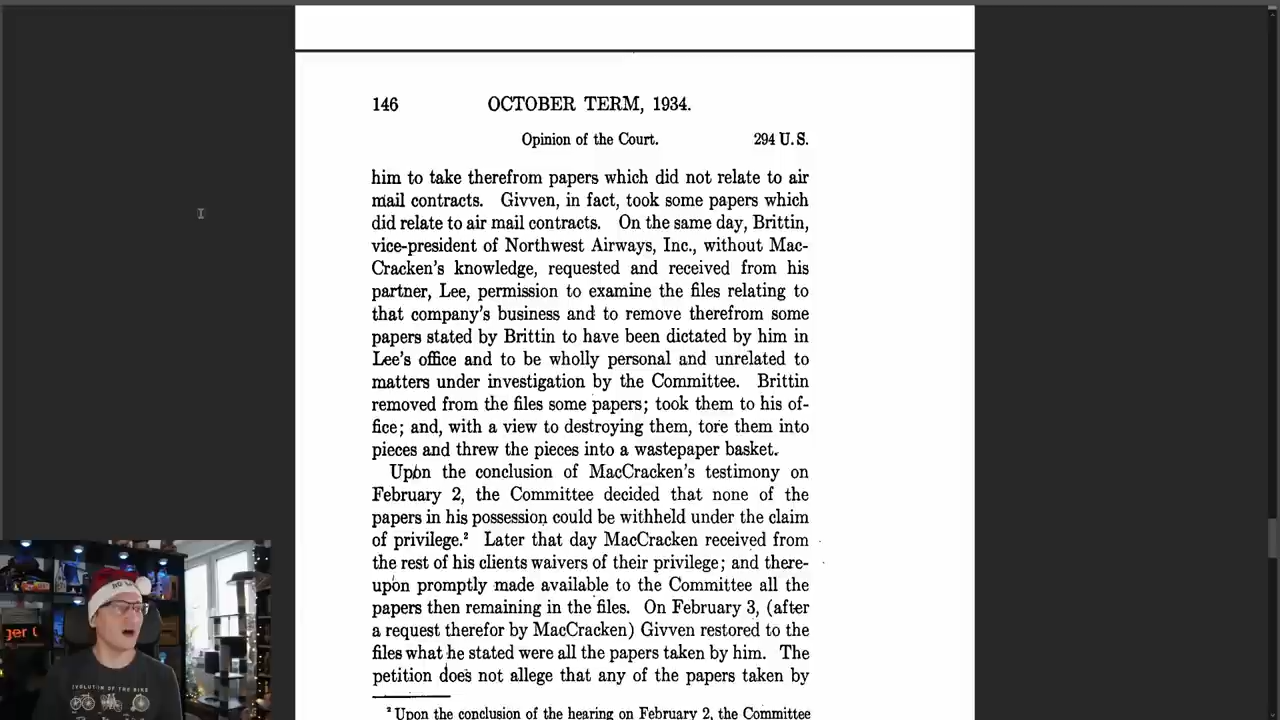 146 OCTOBER TERM, 1934.
Opinion of the Court. 294 U. S.
him to take therefrom papers which did not relate to air
mail contracts. Givven, in fact, took some papers which
did relate to air mail contracts. On the same day, Brittin,
vice-president of Northwest Airways, Inc., without Mac-
Cracken's knowledge, requested and received from his
partner, Lee, permission to examine the files relating to
that company's business and to remove therefrom some
papers stated by Brittin to have been dictated by him in
Lee's office and to be wholly personal and unrelated to
matters under investigation by the Committee. Brittin
removed from the files some papers; took them to his of-
fice; and, with a view to destroying them, tore them into
pieces and threw the pieces into a wastepaper basket.
Upon the conclusion of MacCracken's testimony on
February 2, the Committee decided that none of the
papers in his possession could be withheld under the claim
of privilege.² Later that day MacCracken received from
the rest of his clients waivers of their privilege; and there-
upon promptly made available to the Committee all the
papers then remaining in the files. On February 3, (after
a request therefor by MacCracken) Givven restored to the
files what he stated were all the papers taken by him. The
petition does not allege that any of the papers taken by
² Upon the conclusion of the hearing on February 2, the Committee
EVOLUTION OF THE BIKE